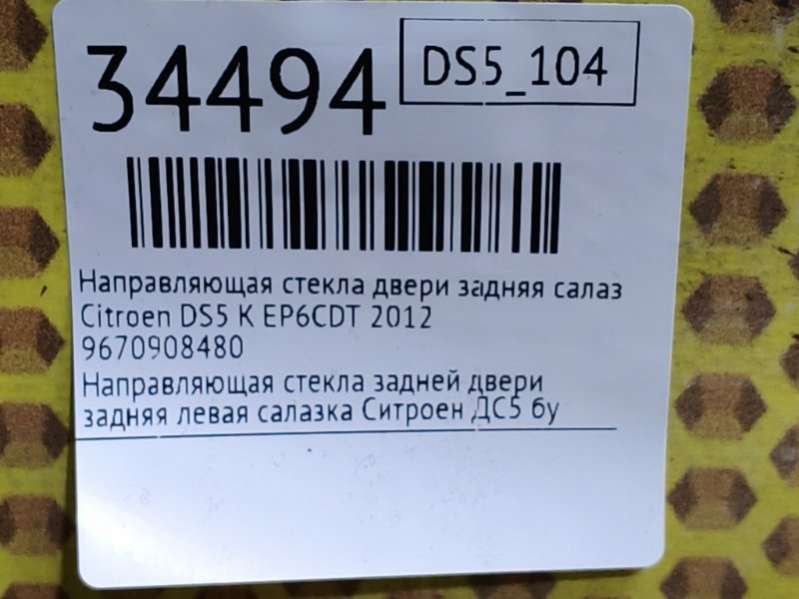 34494
DS5_104
Направляющая стекла двери задняя салаз
Citroen DS5 K EP6CDT 2012
9670908480
Направляющая стекла задней двери
задняя левая салазка Ситроен ДС5 бу